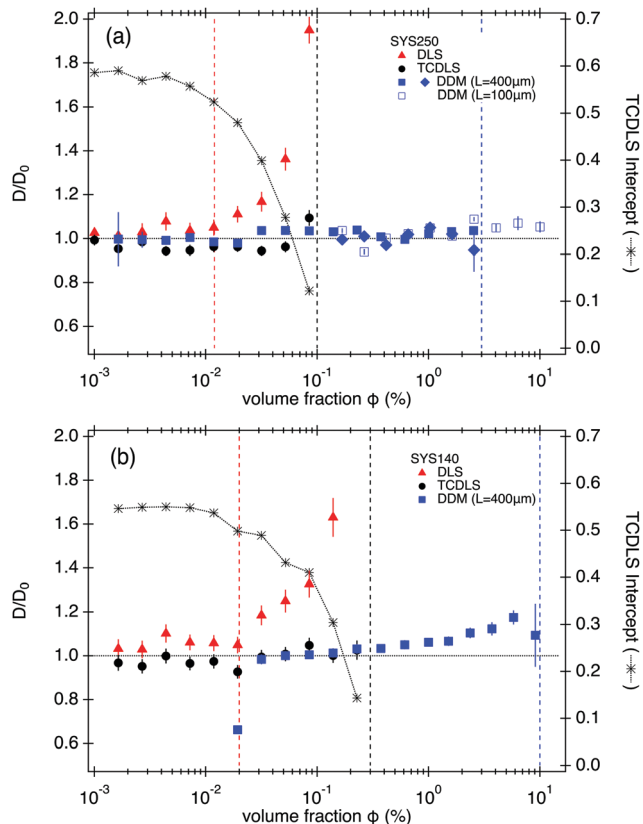 (a)
SYS250
DLS
TCDLS
DDM (L=400µm)
DDM (L=100µm)
2.0
1.8
1.6
1.4
1.2
1.0
0.8
0.6
D/D0
0.7
0.6
0.5
0.4
0.3
0.2
0.1
0.0
TCDLS Intercept ( )
10-3
10-2
10-1
100
101
volume fraction ϕ (%)
(b)
SYS140
DLS
TCDLS
DDM (L=400µm)
2.0
1.8
1.6
1.4
1.2
1.0
0.8
0.6
D/D0
0.7
0.6
0.5
0.4
0.3
0.2
0.1
0.0
TCDLS Intercept ( )
10-3
10-2
10-1
100
101
volume fraction ϕ (%)